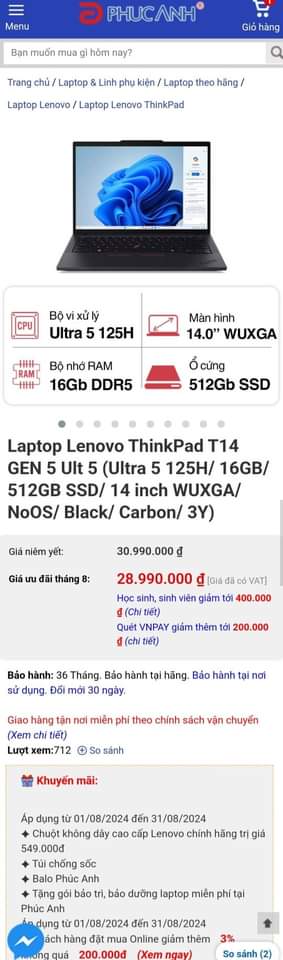 Menu
PHUCANH®
1
Giỏ hàng
Bạn muốn mua gì hôm nay?
Trang chủ / Laptop & Linh phụ kiện / Laptop theo hãng /
Laptop Lenovo / Laptop Lenovo ThinkPad
CPU
Bộ vi xử lý
Ultra 5 125H
Màn hình
14.0" WUXGA
RAM
Bộ nhớ RAM
16Gb DDR5
Ổ cứng
512Gb SSD
Laptop Lenovo ThinkPad T14
GEN 5 Ult 5 (Ultra 5 125H/ 16GB/
512GB SSD/ 14 inch WUXGA/
NoOS/ Black/ Carbon/ 3Y)
Giá niêm yết: 30.990.000 ₫
Giá ưu đãi tháng 8: 28.990.000 ₫ [Giá đã có VAT]
Học sinh, sinh viên giảm tới 400.000
₫ (Chi tiết)
Quét VNPAY giảm thêm tới 200.000
₫ (chi tiết)
Bảo hành: 36 Tháng. Bảo hành tại hãng. Bảo hành tại nơi
sử dụng. Đổi mới 30 ngày.
Giao hàng tận nơi miễn phí theo chính sách vận chuyển
(Xem chi tiết)
Lượt xem:712 So sánh
Khuyến mãi:
Áp dụng từ 01/08/2024 đến 31/08/2024
✦ Chuột không dây cao cấp Lenovo chính hãng trị giá
549.000đ
✦ Túi chống sốc
✦ Balo Phúc Anh
✦ Tặng gói bảo trì, bảo dưỡng laptop miễn phí tại
Phúc Anh
Áp dụng từ 01/08/2024 đến 31/08/2024
hách hàng đặt mua Online giảm thêm 3%
không quá 200.000đ (Xem ngay)
So sánh (2)